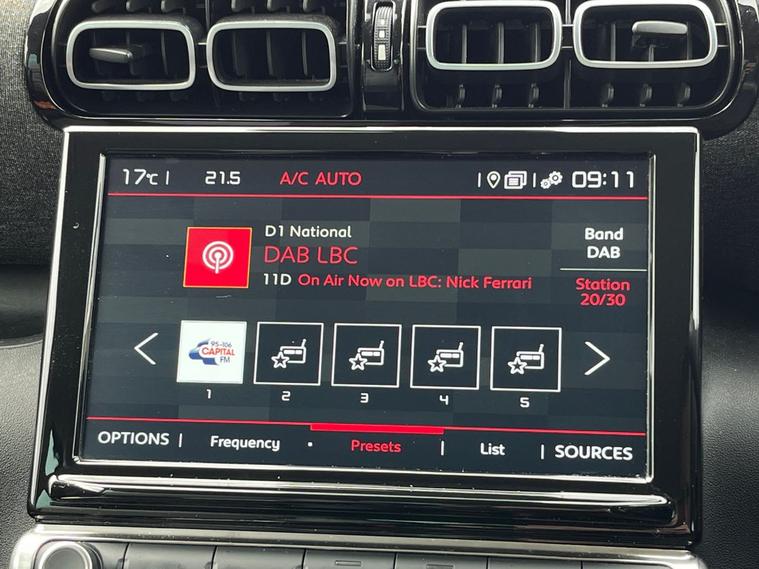 17°C | 21.5 A/C AUTO 09:11
D1 National
DAB LBC
11D On Air Now on LBC: Nick Ferrari
Band
DAB
Station
20/30
95-106
CAPITAL
FM
1 2 3 4 5
OPTIONS | Frequency • Presets | List | SOURCES